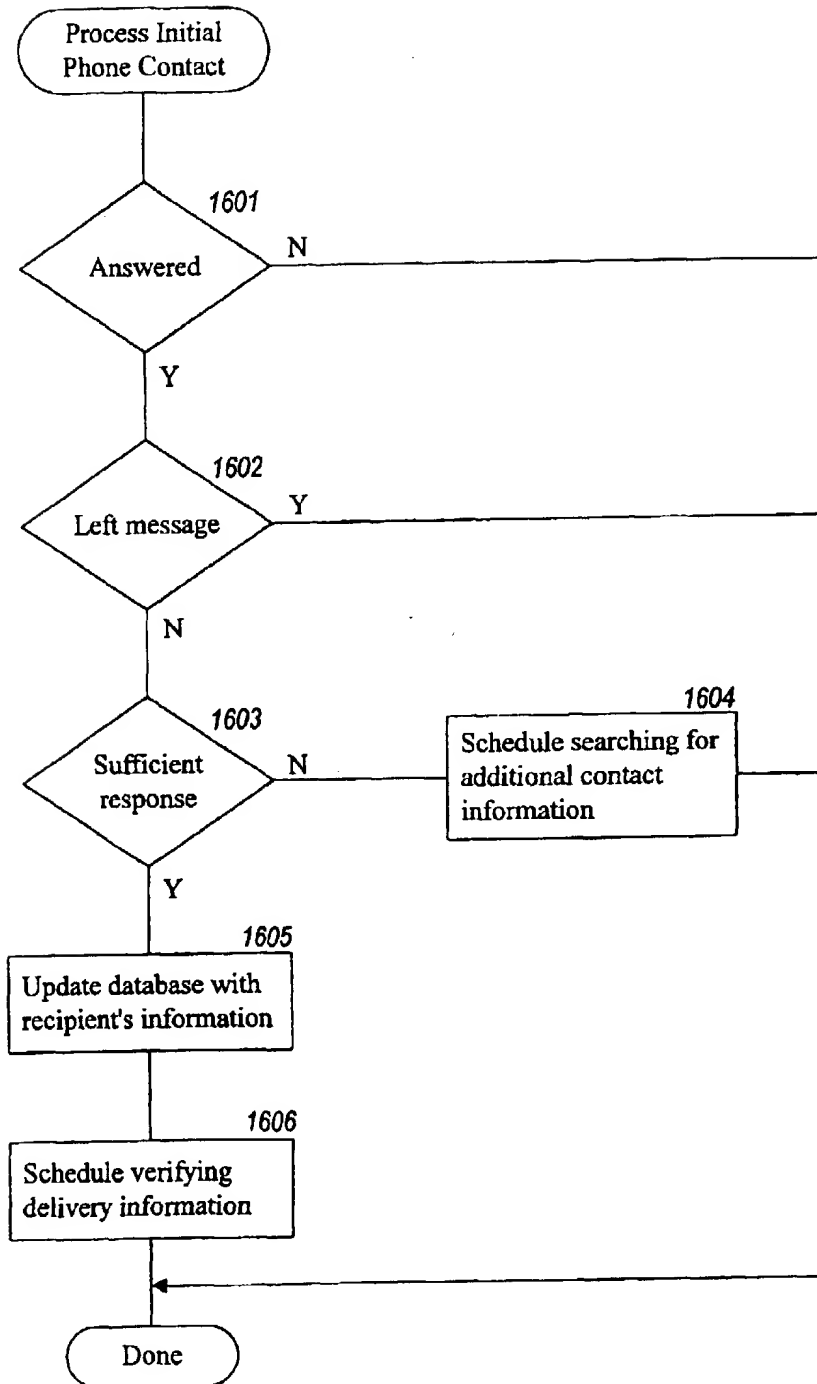 Process Initial
Phone Contact
1601
Answered
N
Y
1602
Left message
Y
N
1603
Sufficient
response
N
1604
Schedule searching for
additional contact
information
Y
1605
Update database with
recipient's information
1606
Schedule verifying
delivery information
Done